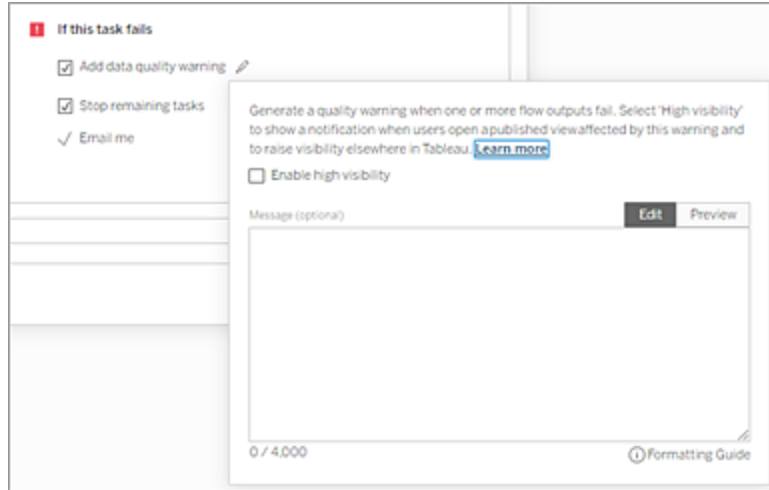 If this task fails
Add data quality warning
Stop remaining tasks
Email me
Generate a quality warning when one or more flow outputs fail. Select 'High visibility'
to show a notification when users open a published view affected by this warning and
to raise visibility elsewhere in Tableau. Learn more
Enable high visibility
Message (optional)
Edit
Preview
0 / 4,000
Formatting Guide